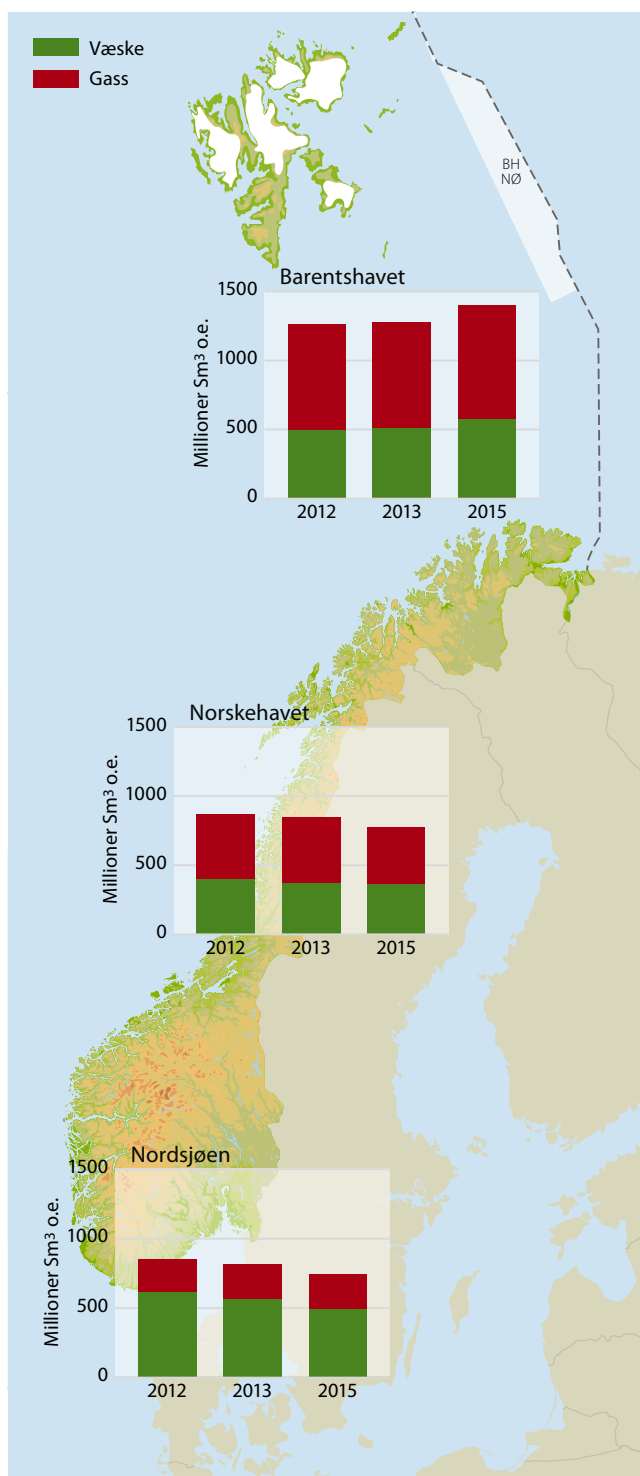 Væske
Gass
BH
NØ
Barentshavet
Millioner Sm³ o.e.
1500
1000
500
0
2012 2013 2015
Norskehavet
Millioner Sm³ o.e.
1500
1000
500
0
2012 2013 2015
Nordsjøen
Millioner Sm³ o.e.
1500
1000
500
0
2012 2013 2015